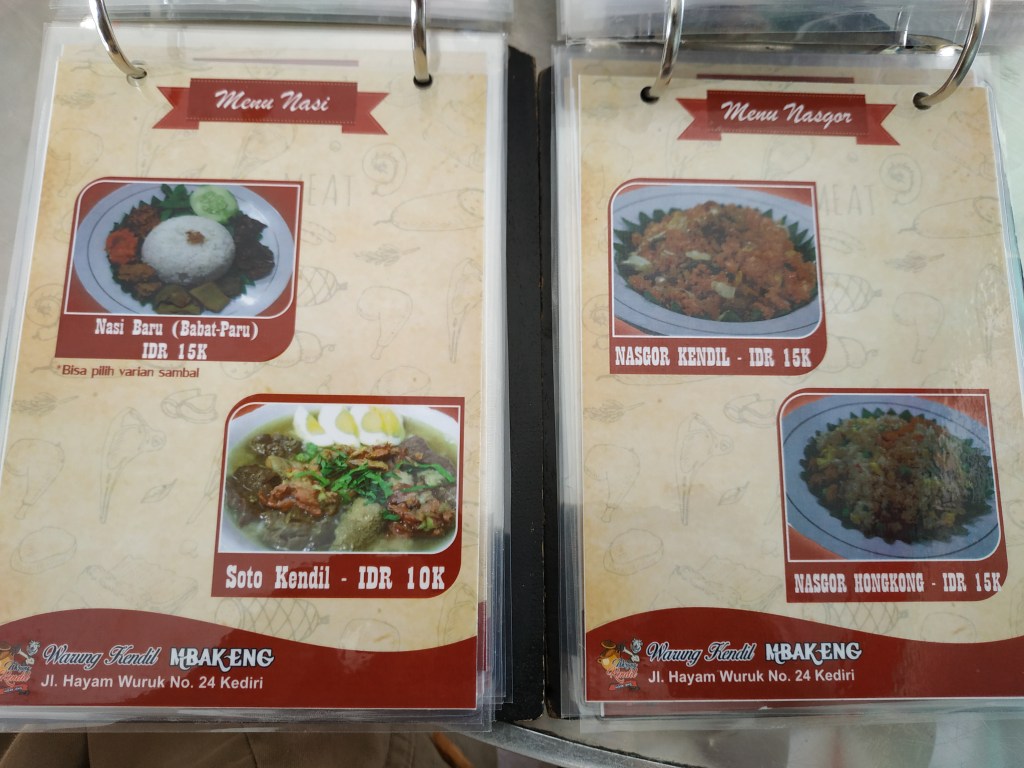 Menu Nasi
MEAT
Nasi Baru (Babat-Paru)
IDR 15K
*Bisa pilih varian sambal
Soto Kendil - IDR 10K
Warung Kendil MBAK ENG
Jl. Hayam Wuruk No. 24 Kediri
Menu Nasgor
MEAT
NASGOR KENDIL - IDR 15K
NASGOR HONGKONG - IDR 15K
Warung Kendil MBAK ENG
Jl. Hayam Wuruk No. 24 Kediri